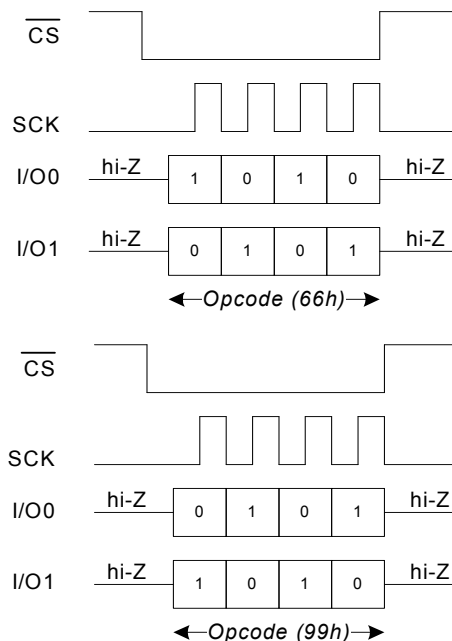 CS
SCK
hi-Z hi-Z
I/O0 1 0 1 0
hi-Z hi-Z
I/O1 0 1 0 1
Opcode (66h)
CS
SCK
hi-Z hi-Z
I/O0 0 1 0 1
hi-Z hi-Z
I/O1 1 0 1 0
Opcode (99h)